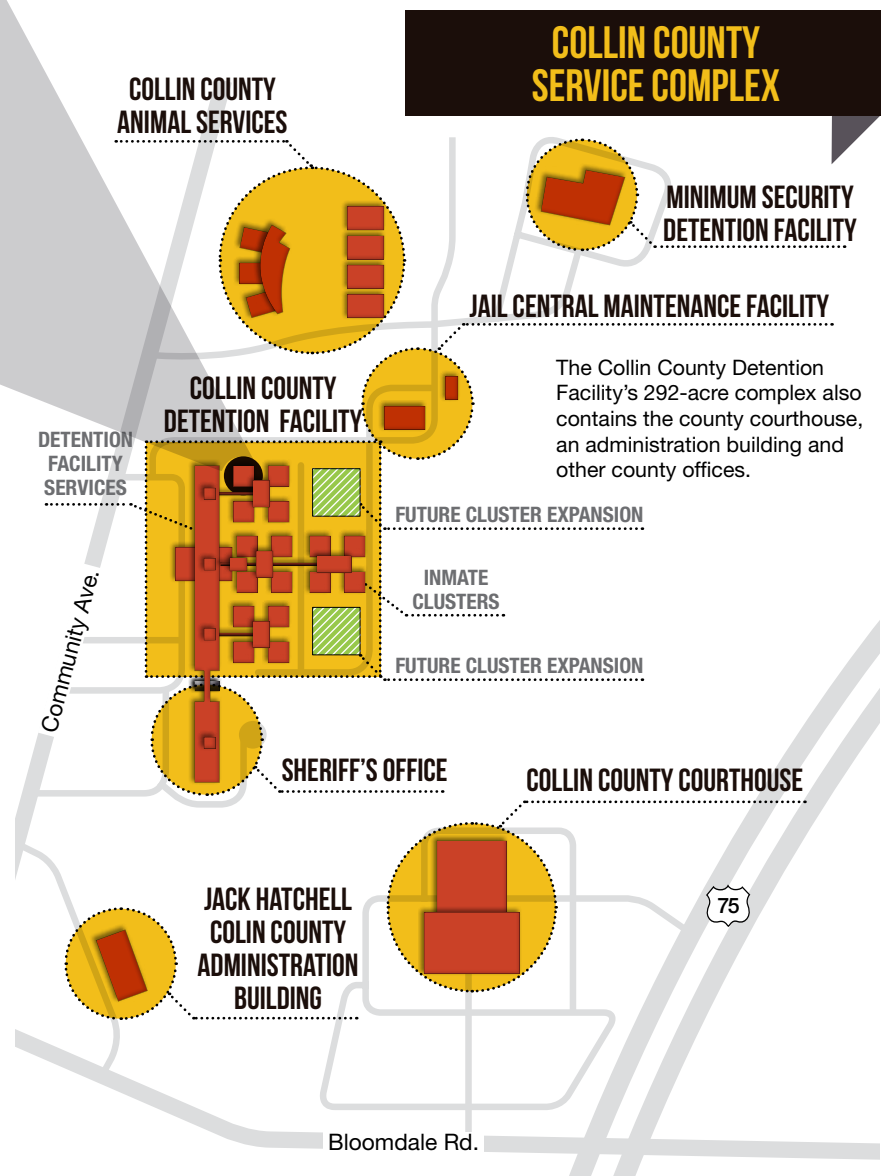 COLLIN COUNTY
SERVICE COMPLEX
COLLIN COUNTY
ANIMAL SERVICES
MINIMUM SECURITY
DETENTION FACILITY
JAIL CENTRAL MAINTENANCE FACILITY
The Collin County Detention
Facility's 292-acre complex also
contains the county courthouse,
an administration building and
other county offices.
COLLIN COUNTY
DETENTION FACILITY
DETENTION
FACILITY
SERVICES
FUTURE CLUSTER EXPANSION
INMATE
CLUSTERS
FUTURE CLUSTER EXPANSION
Community Ave.
SHERIFF'S OFFICE
COLLIN COUNTY COURTHOUSE
JACK HATCHELL
COLIN COUNTY
ADMINISTRATION
BUILDING
75
Bloomdale Rd.